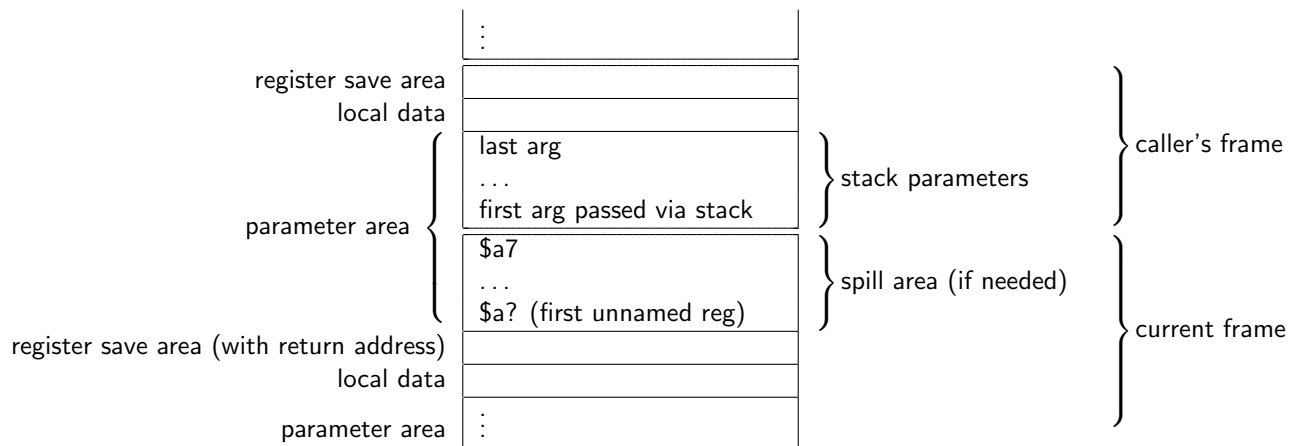 ⋮
register save area
local data
last arg
...
first arg passed via stack
parameter area
stack parameters
caller's frame
$a7
...
$a? (first unnamed reg)
spill area (if needed)
register save area (with return address)
local data
current frame
parameter area
⋮